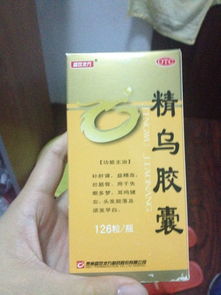 OTC
精乌胶囊
JINGWU JIAONANG
【功能主治】
补肝肾，益精血，
壮筋骨。用于失
眠多梦、耳鸣健
忘、头发脱落及
须发早白。
126粒/瓶